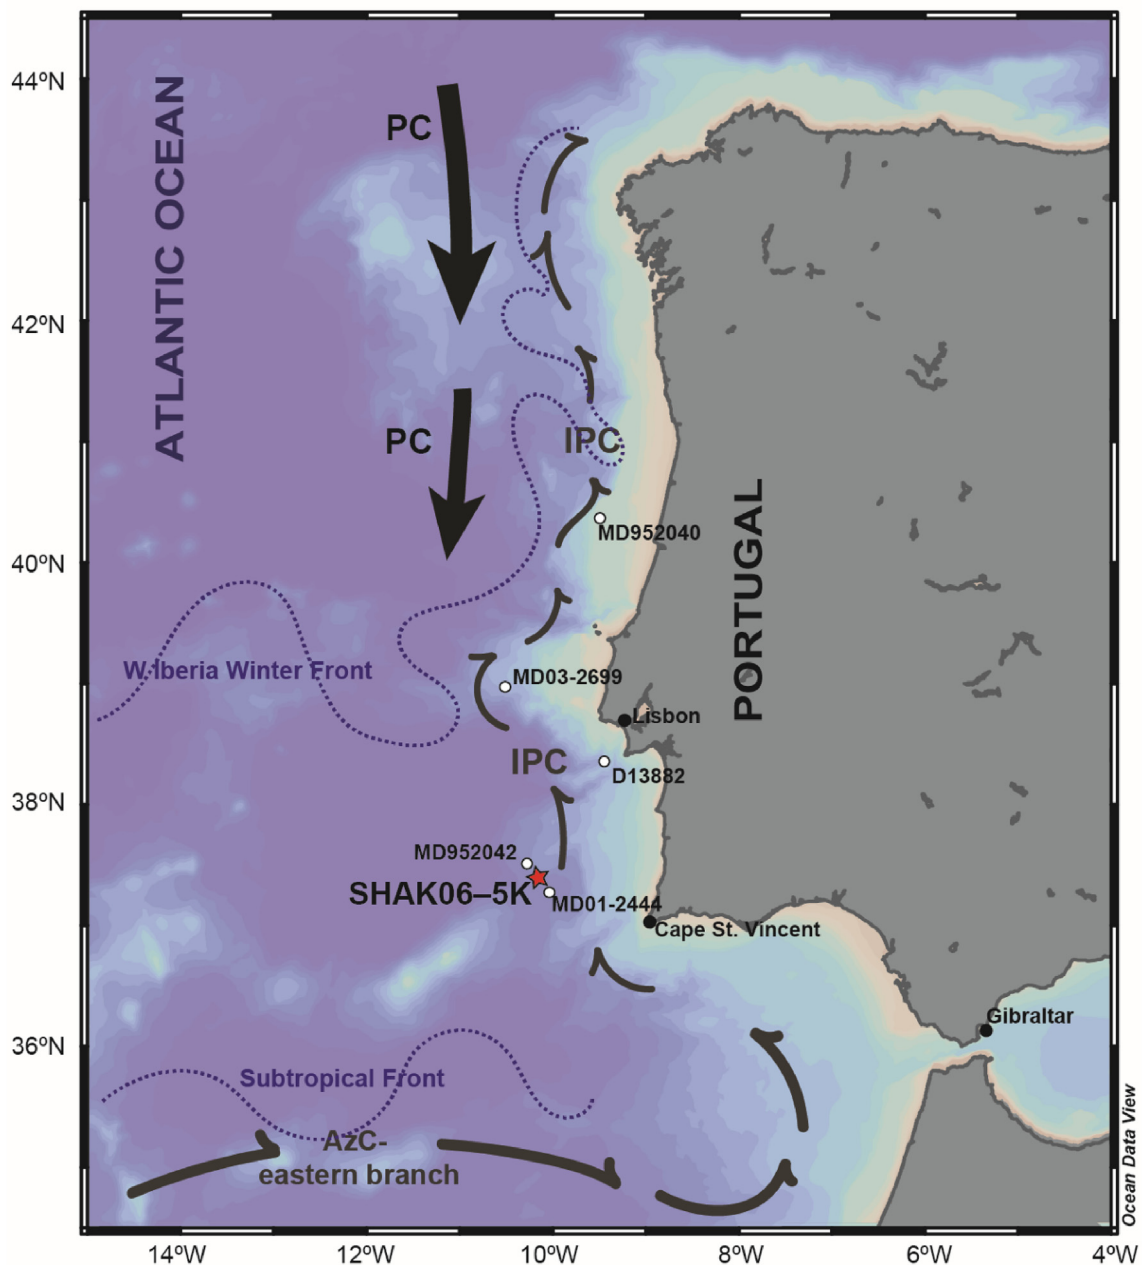 44ºN
42ºN
40ºN
38ºN
36ºN
ATLANTIC OCEAN
PC
PC
IPC
MD952040
PORTUGAL
W Iberia Winter Front
MD03-2699
Lisbon
IPC
D13882
MD952042
SHAK06–5K
MD01-2444
Cape St. Vincent
Gibraltar
Subtropical Front
AzC-
eastern branch
Ocean Data View
14ºW
12ºW
10ºW
8ºW
6ºW
4ºW